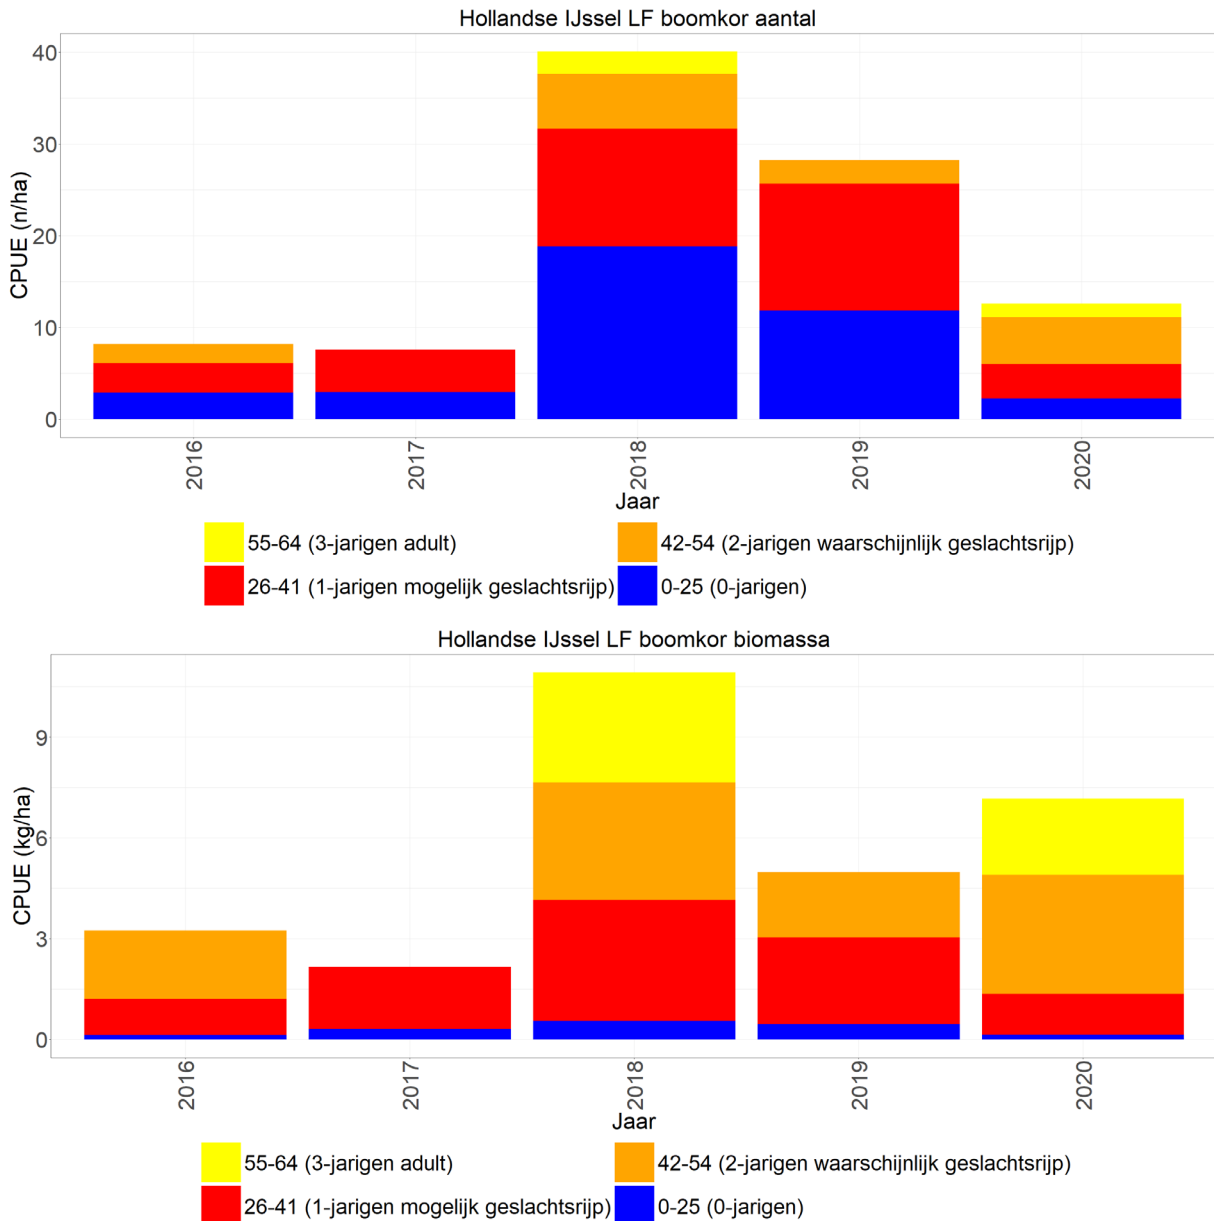 Hollandse IJssel LF boomkor aantal
CPUE (n/ha)
40
30
20
10
0
2016 2017 2018 2019 2020
Jaar
55-64 (3-jarigen adult) 42-54 (2-jarigen waarschijnlijk geslachtsrijp)
26-41 (1-jarigen mogelijk geslachtsrijp) 0-25 (0-jarigen)
Hollandse IJssel LF boomkor biomassa
CPUE (kg/ha)
9
6
3
0
2016 2017 2018 2019 2020
Jaar
55-64 (3-jarigen adult) 42-54 (2-jarigen waarschijnlijk geslachtsrijp)
26-41 (1-jarigen mogelijk geslachtsrijp) 0-25 (0-jarigen)